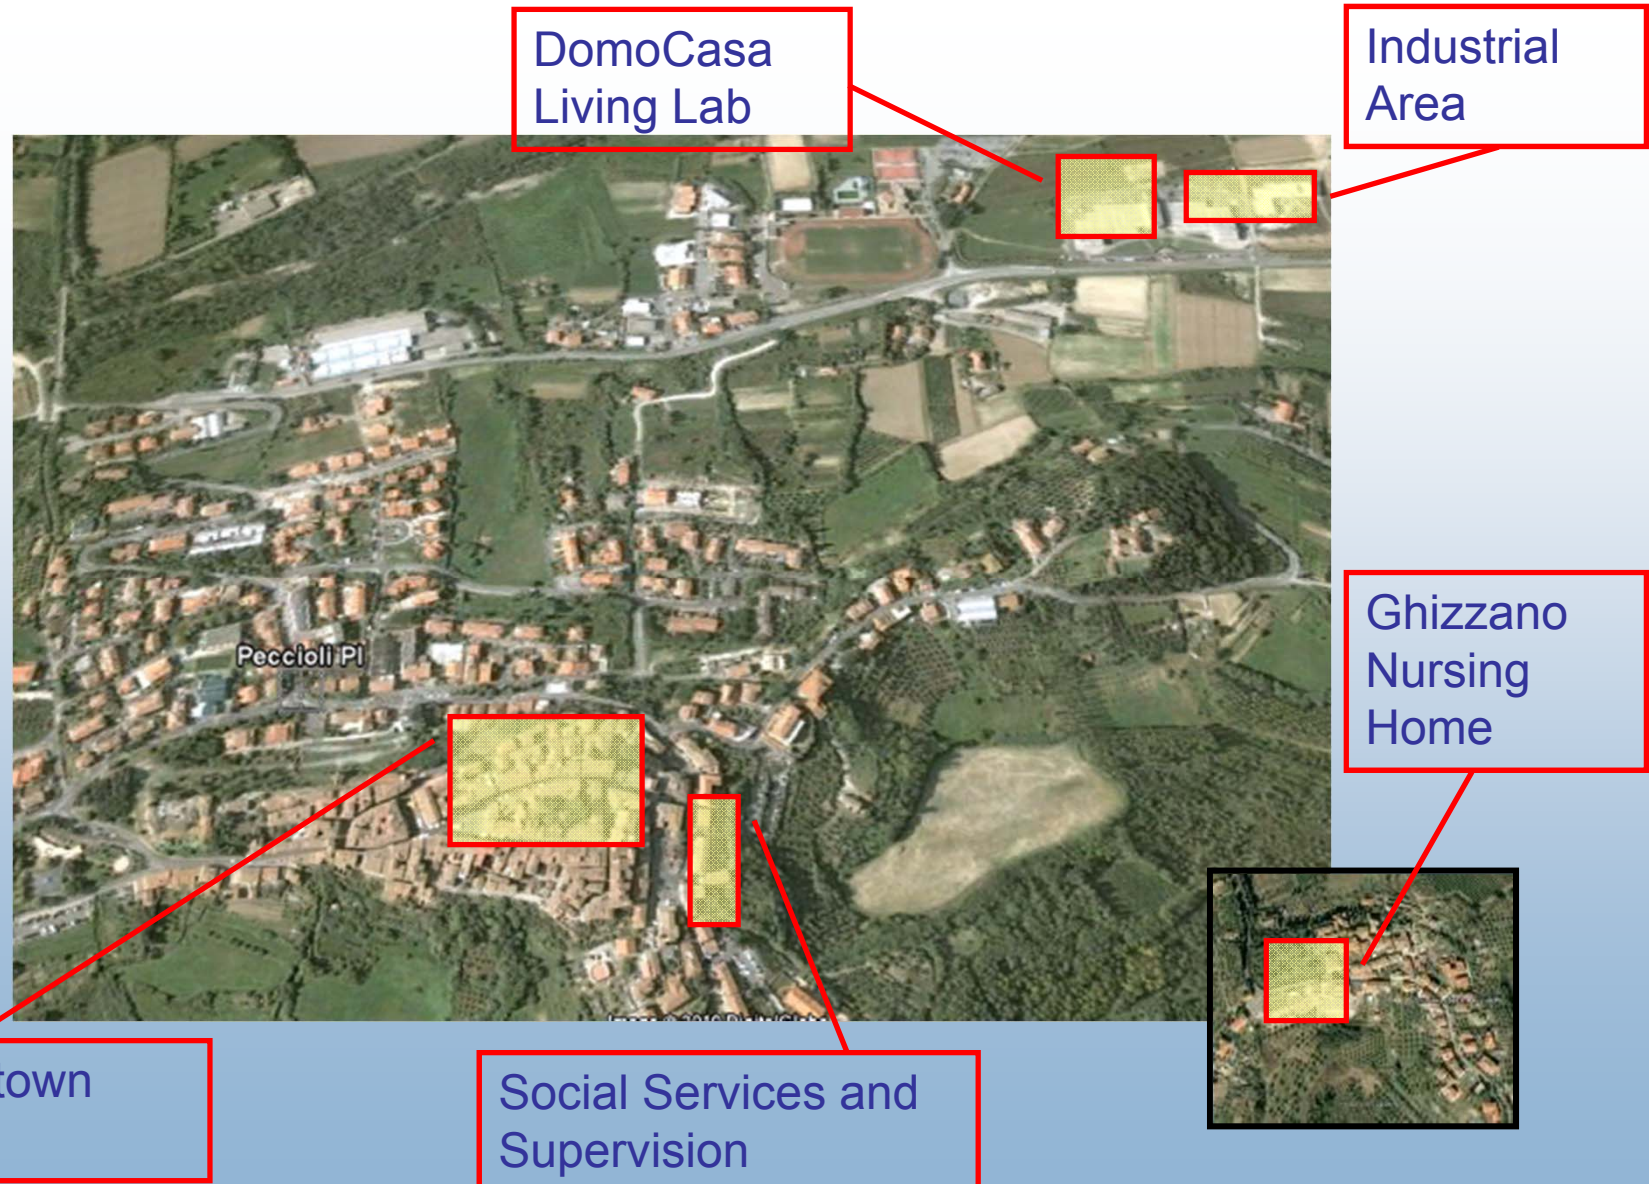 DomoCasa
Living Lab
Industrial
Area
Peccioli PI
Ghizzano
Nursing
Home
town
Social Services and
Supervision